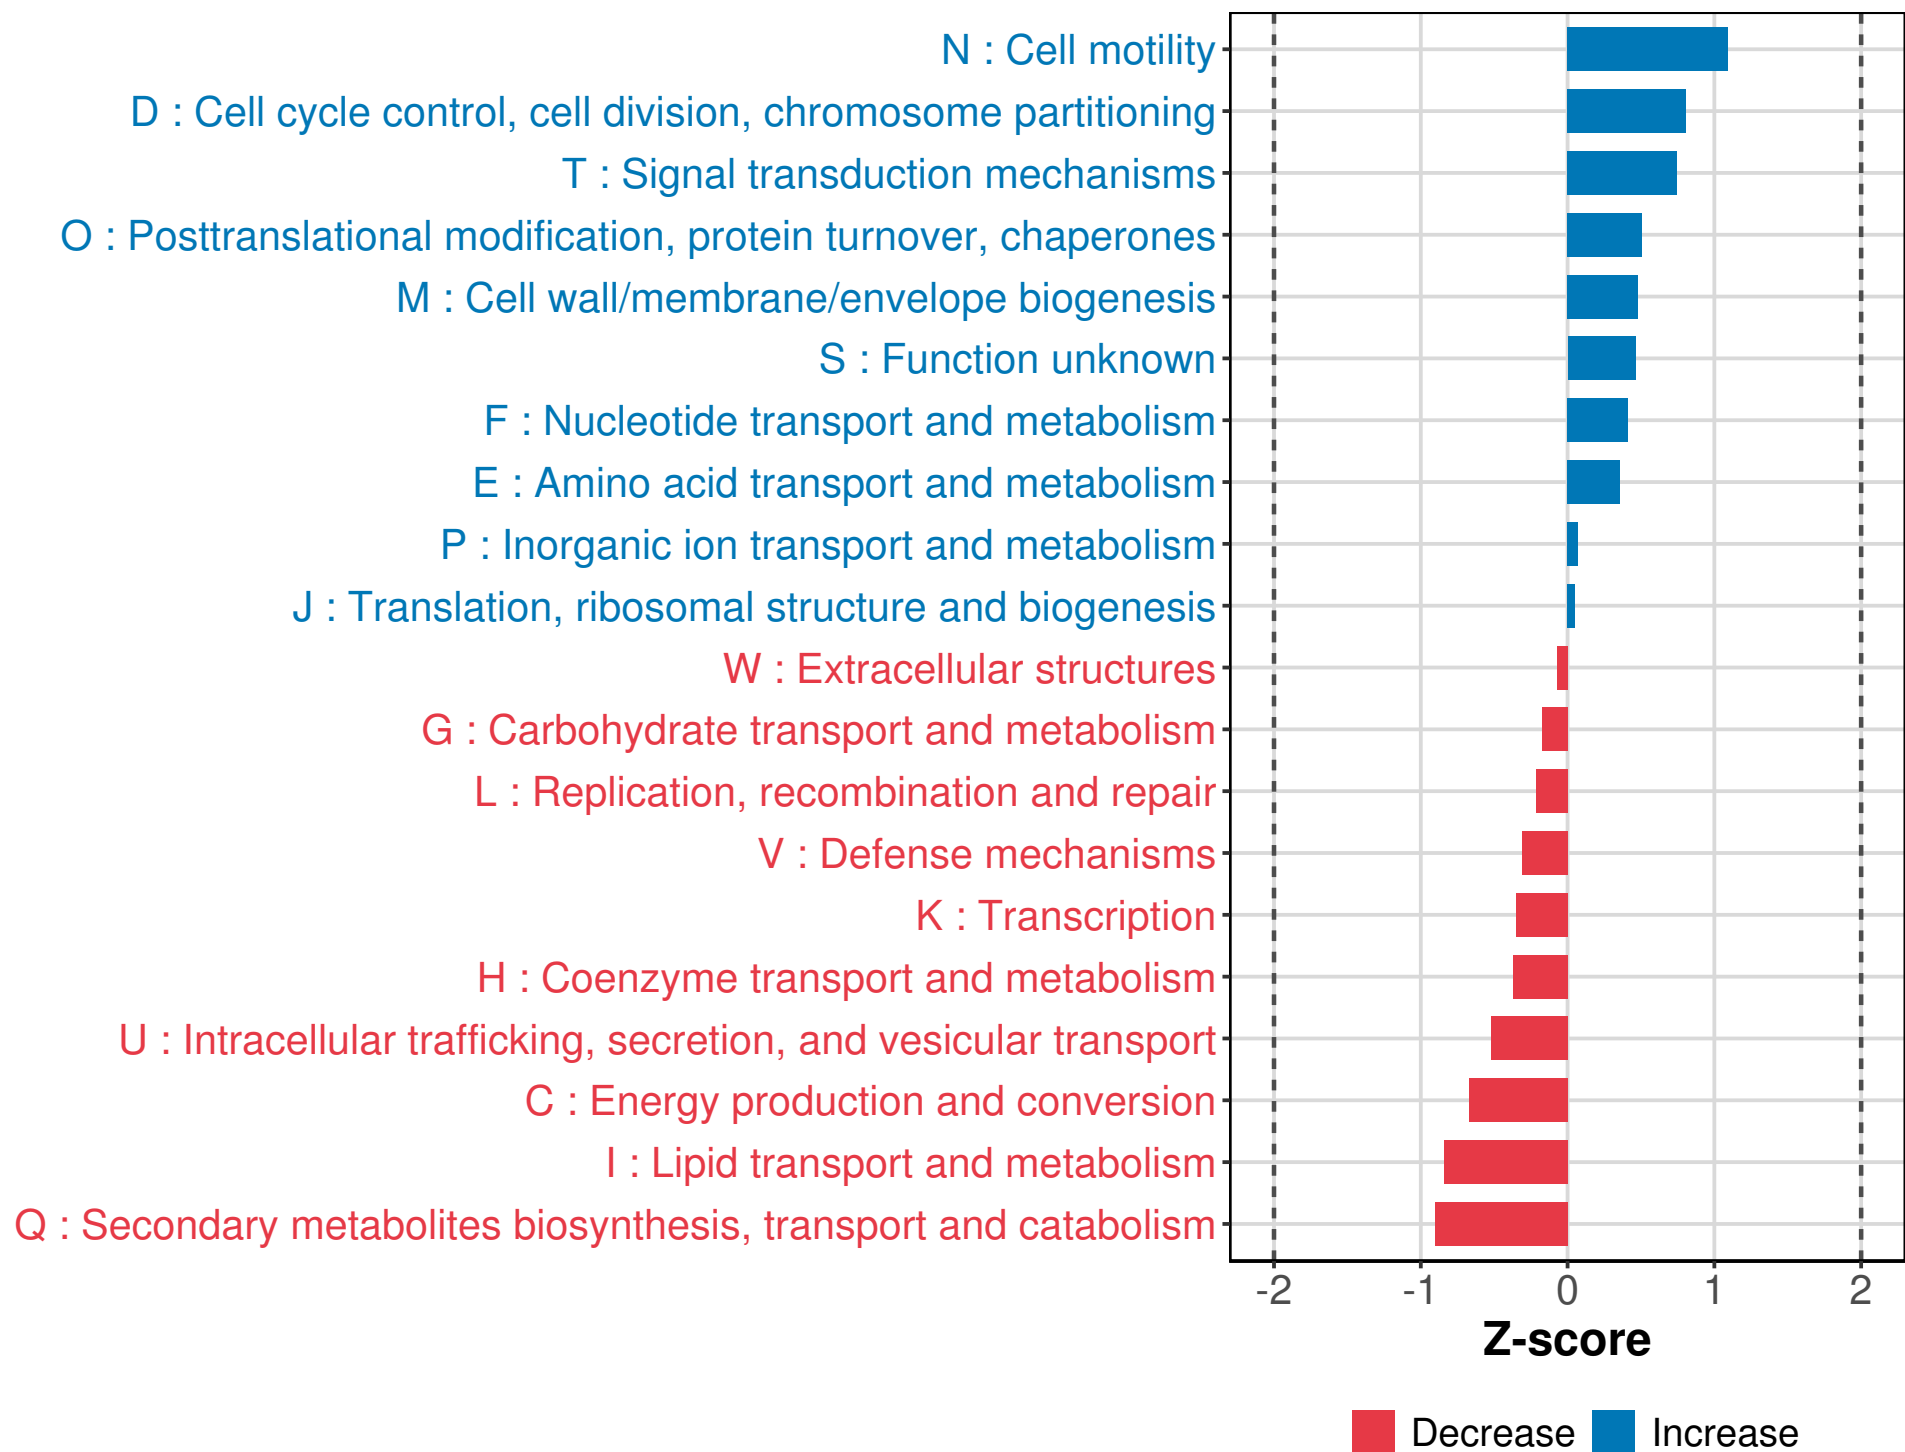 N : Cell motility
D : Cell cycle control, cell division, chromosome partitioning
T : Signal transduction mechanisms
O : Posttranslational modification, protein turnover, chaperones
M : Cell wall/membrane/envelope biogenesis
S : Function unknown
F : Nucleotide transport and metabolism
E : Amino acid transport and metabolism
P : Inorganic ion transport and metabolism
J : Translation, ribosomal structure and biogenesis
W : Extracellular structures
G : Carbohydrate transport and metabolism
L : Replication, recombination and repair
V : Defense mechanisms
K : Transcription
H : Coenzyme transport and metabolism
U : Intracellular trafficking, secretion, and vesicular transport
C : Energy production and conversion
I : Lipid transport and metabolism
Q : Secondary metabolites biosynthesis, transport and catabolism
-2 -1 0 1 2
Z-score
Decrease Increase